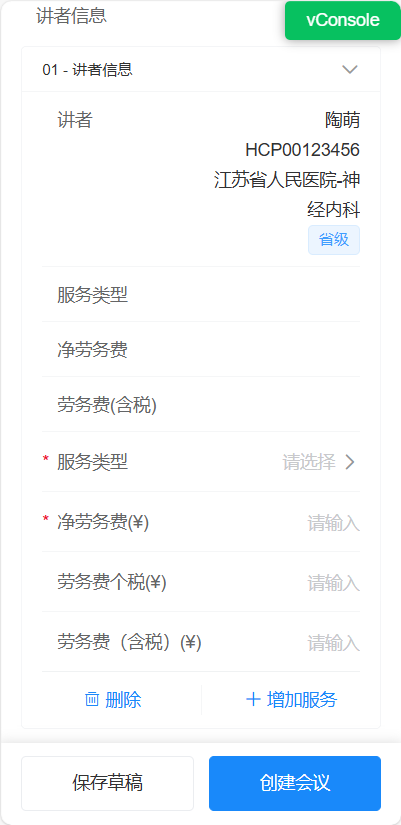 讲者信息
vConsole
01 - 讲者信息
讲者
陶萌
HCP00123456
江苏省人民医院-神
经内科
省级
服务类型
净劳务费
劳务费(含税)
* 服务类型 请选择
* 净劳务费(¥) 请输入
劳务费个税(¥) 请输入
劳务费（含税）(¥) 请输入
删除 增加服务
保存草稿 创建会议